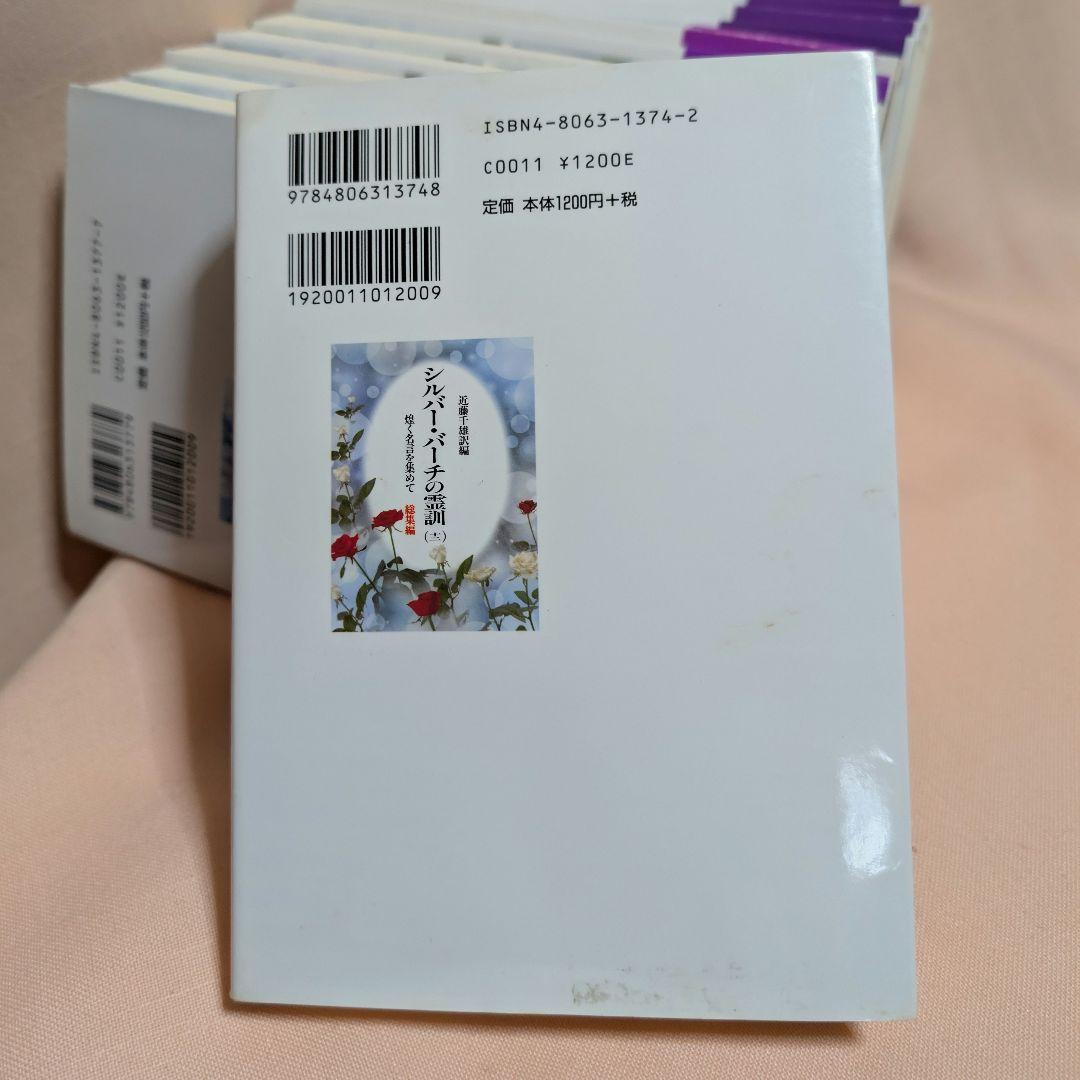 ISBN4-8063-1374-2
C0011 ¥1200E
定価 本体1200円+税
9784806313748
1920011012009
近藤千雄訳編
シルバー・バーチの霊訓(十二)
煌く名言を集めて 総集編
1920011012009